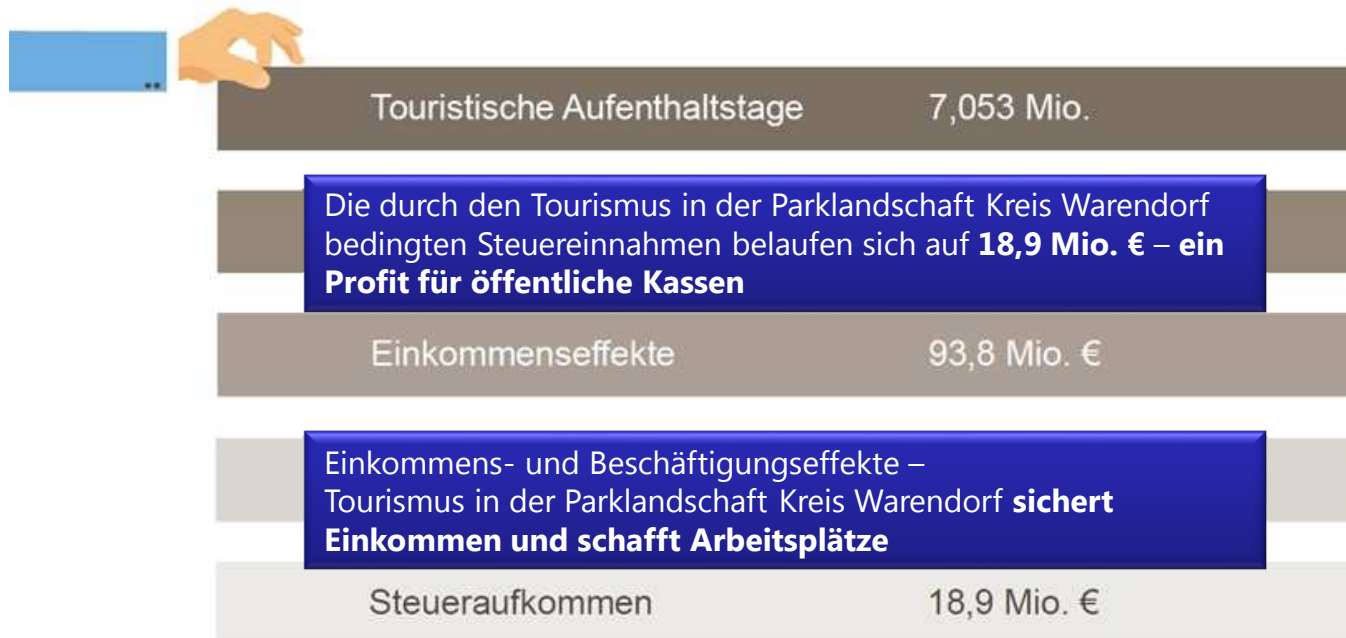 Touristische Aufenthaltstage 7,053 Mio.
Die durch den Tourismus in der Parklandschaft Kreis Warendorf
bedingten Steuereinnahmen belaufen sich auf 18,9 Mio. € – ein
Profit für öffentliche Kassen
Einkommenseffekte 93,8 Mio. €
Einkommens- und Beschäftigungseffekte –
Tourismus in der Parklandschaft Kreis Warendorf sichert
Einkommen und schafft Arbeitsplätze
Steueraufkommen 18,9 Mio. €